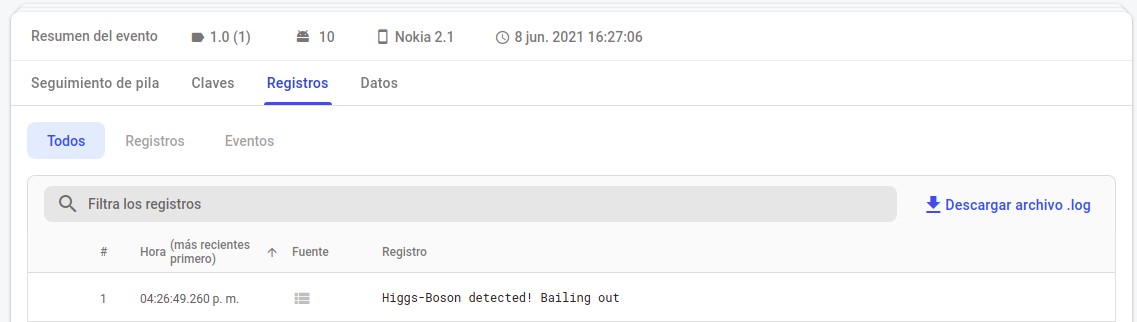 Resumen del evento 1.0 (1) 10 Nokia 2.1 8 jun. 2021 16:27:06
Seguimiento de pila Claves Registros Datos
Todos Registros Eventos
Filtra los registros Descargar archivo .log
# Hora (más recientes primero) Fuente Registro
1 04:26:49.260 p. m. Higgs-Boson detected! Bailing out